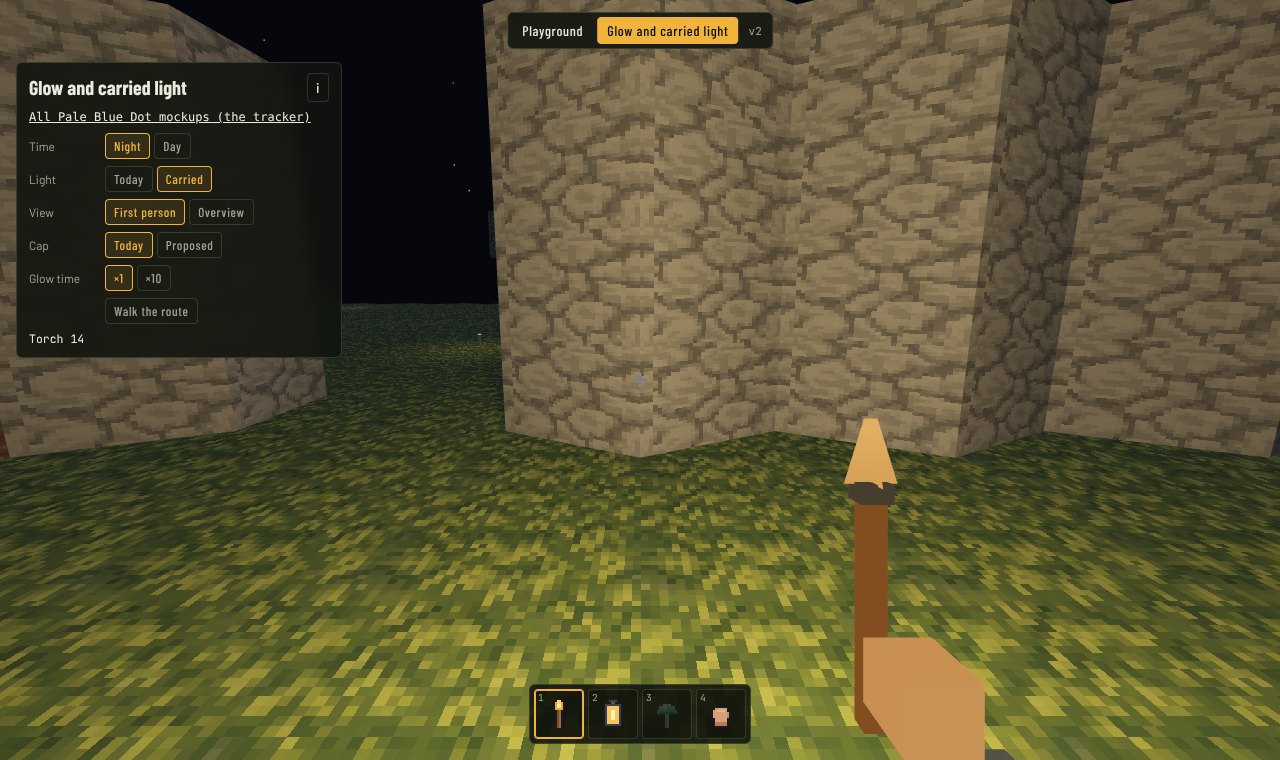 Playground Glow and carried light v2
Glow and carried light i
All Pale Blue Dot mockups (the tracker)
Time Night Day
Light Today Carried
View First person Overview
Cap Today Proposed
Glow time ×1 ×10
Walk the route
Torch 14
1 2 3 4